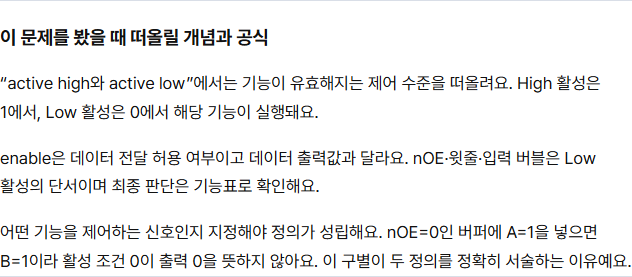 이 문제를 봤을 때 떠올릴 개념과 공식
“active high와 active low”에서는 기능이 유효해지는 제어 수준을 떠올려요. High 활성은
1에서, Low 활성은 0에서 해당 기능이 실행돼요.
enable은 데이터 전달 허용 여부이고 데이터 출력값과 달라요. nOE·윗줄·입력 버블은 Low
활성의 단서이며 최종 판단은 기능표로 확인해요.
어떤 기능을 제어하는 신호인지 지정해야 정의가 성립해요. nOE=0인 버퍼에 A=1을 넣으면
B=1이라 활성 조건 0이 출력 0을 뜻하지 않아요. 이 구별이 두 정의를 정확히 서술하는 이유예요.